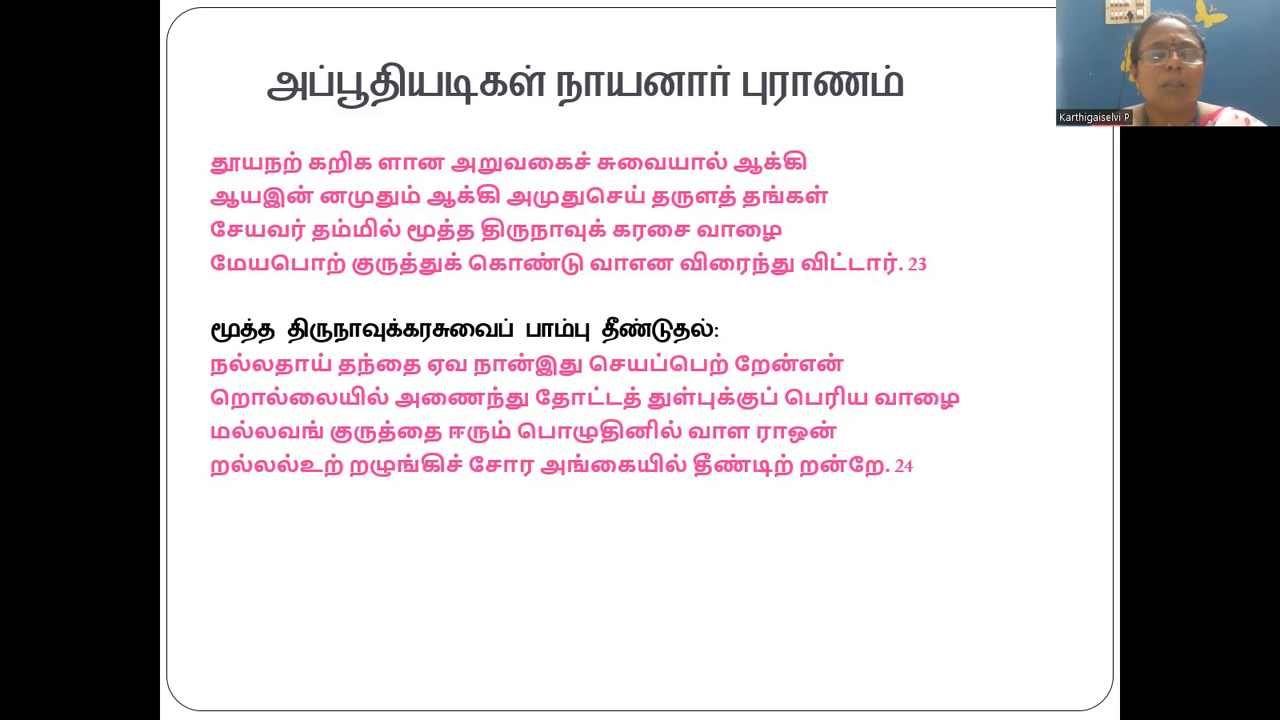 அப்பூதியடிகள் நாயனார் புராணம்
Karthigaiselvi P
தூயநற் கறிக ளான அறுவகைச் சுவையால் ஆக்கி
ஆயஇன் னமுதும் ஆக்கி அமுதுசெய் தருளத் தங்கள்
சேயவர் தம்மில் மூத்த திருநாவுக் கரசை வாழை
மேயபொற் குருத்துக் கொண்டு வாஎன விரைந்து விட்டார். 23
மூத்த திருநாவுக்கரசுவைப் பாம்பு தீண்டுதல்:
நல்லதாய் தந்தை ஏவ நான்இது செயப்பெற் றேன்என்
றொல்லையில் அணைந்து தோட்டத் துள்புக்குப் பெரிய வாழை
மல்லவங் குருத்தை ஈரும் பொழுதினில் வாள ராஒன்
றல்லல்உற் றழுங்கிச் சோர அங்கையில் தீண்டிற் றன்றே. 24